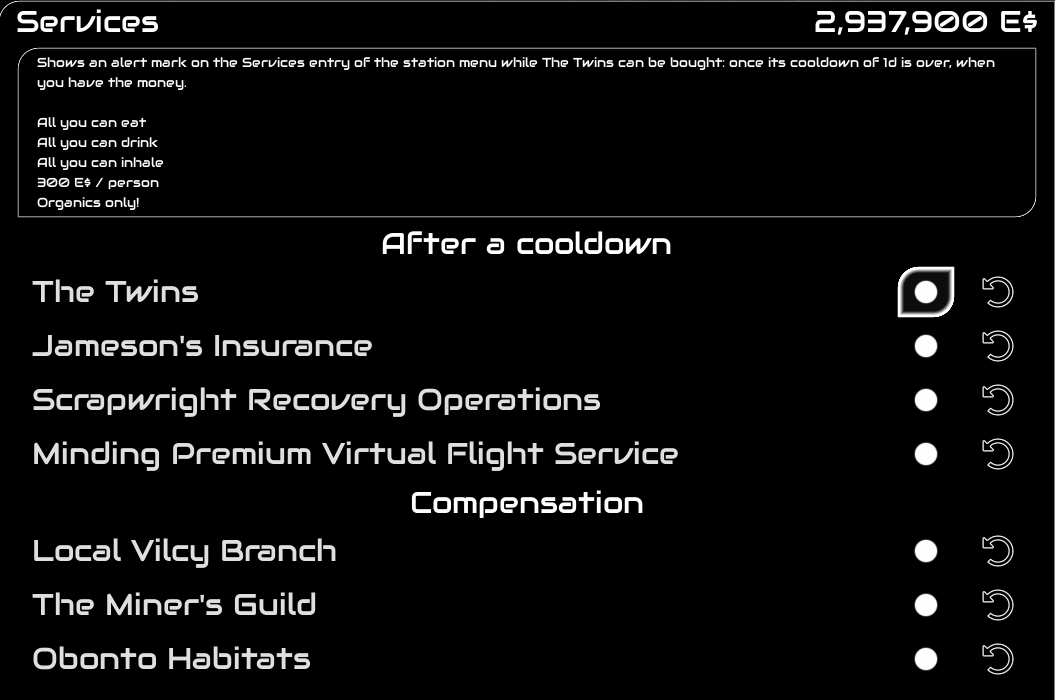 Services
2,937,900 E$
Shows an alert mark on the Services entry of the station menu while The Twins can be bought: once its cooldown of 1d is over, when
you have the money.
All you can eat
All you can drink
All you can inhale
300 E$ / person
Organics only!
After a cooldown
The Twins
Jameson's Insurance
Scrapwright Recovery Operations
Minding Premium Virtual Flight Service
Compensation
Local Vilcy Branch
The Miner's Guild
Obonto Habitats